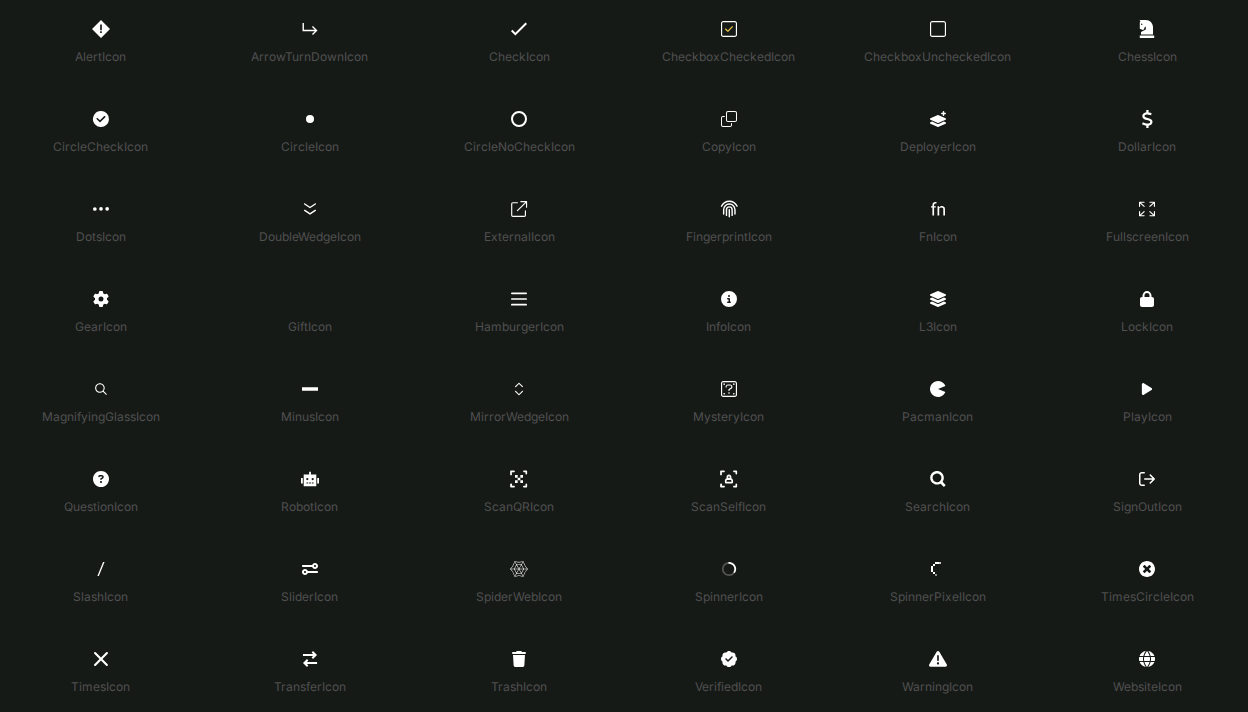 AlertIcon ArrowTurnDownIcon CheckIcon CheckboxCheckedIcon CheckboxUncheckedIcon ChessIcon
CircleCheckIcon CircleIcon CircleNoCheckIcon CopyIcon DeployerIcon DollarIcon
DotsIcon DoubleWedgeIcon ExternalIcon FingerprintIcon fn FnIcon FullscreenIcon
GearIcon GiftIcon HamburgerIcon InfoIcon L3Icon LockIcon
MagnifyingGlassIcon MinusIcon MirrorWedgeIcon MysteryIcon PacmanIcon PlayIcon
QuestionIcon RobotIcon ScanQRIcon ScanSelfIcon SearchIcon SignOutIcon
SlashIcon SliderIcon SpiderWebIcon SpinnerIcon SpinnerPixelIcon TimesCircleIcon
TimesIcon TransferIcon TrashIcon VerifiedIcon WarningIcon WebsiteIcon